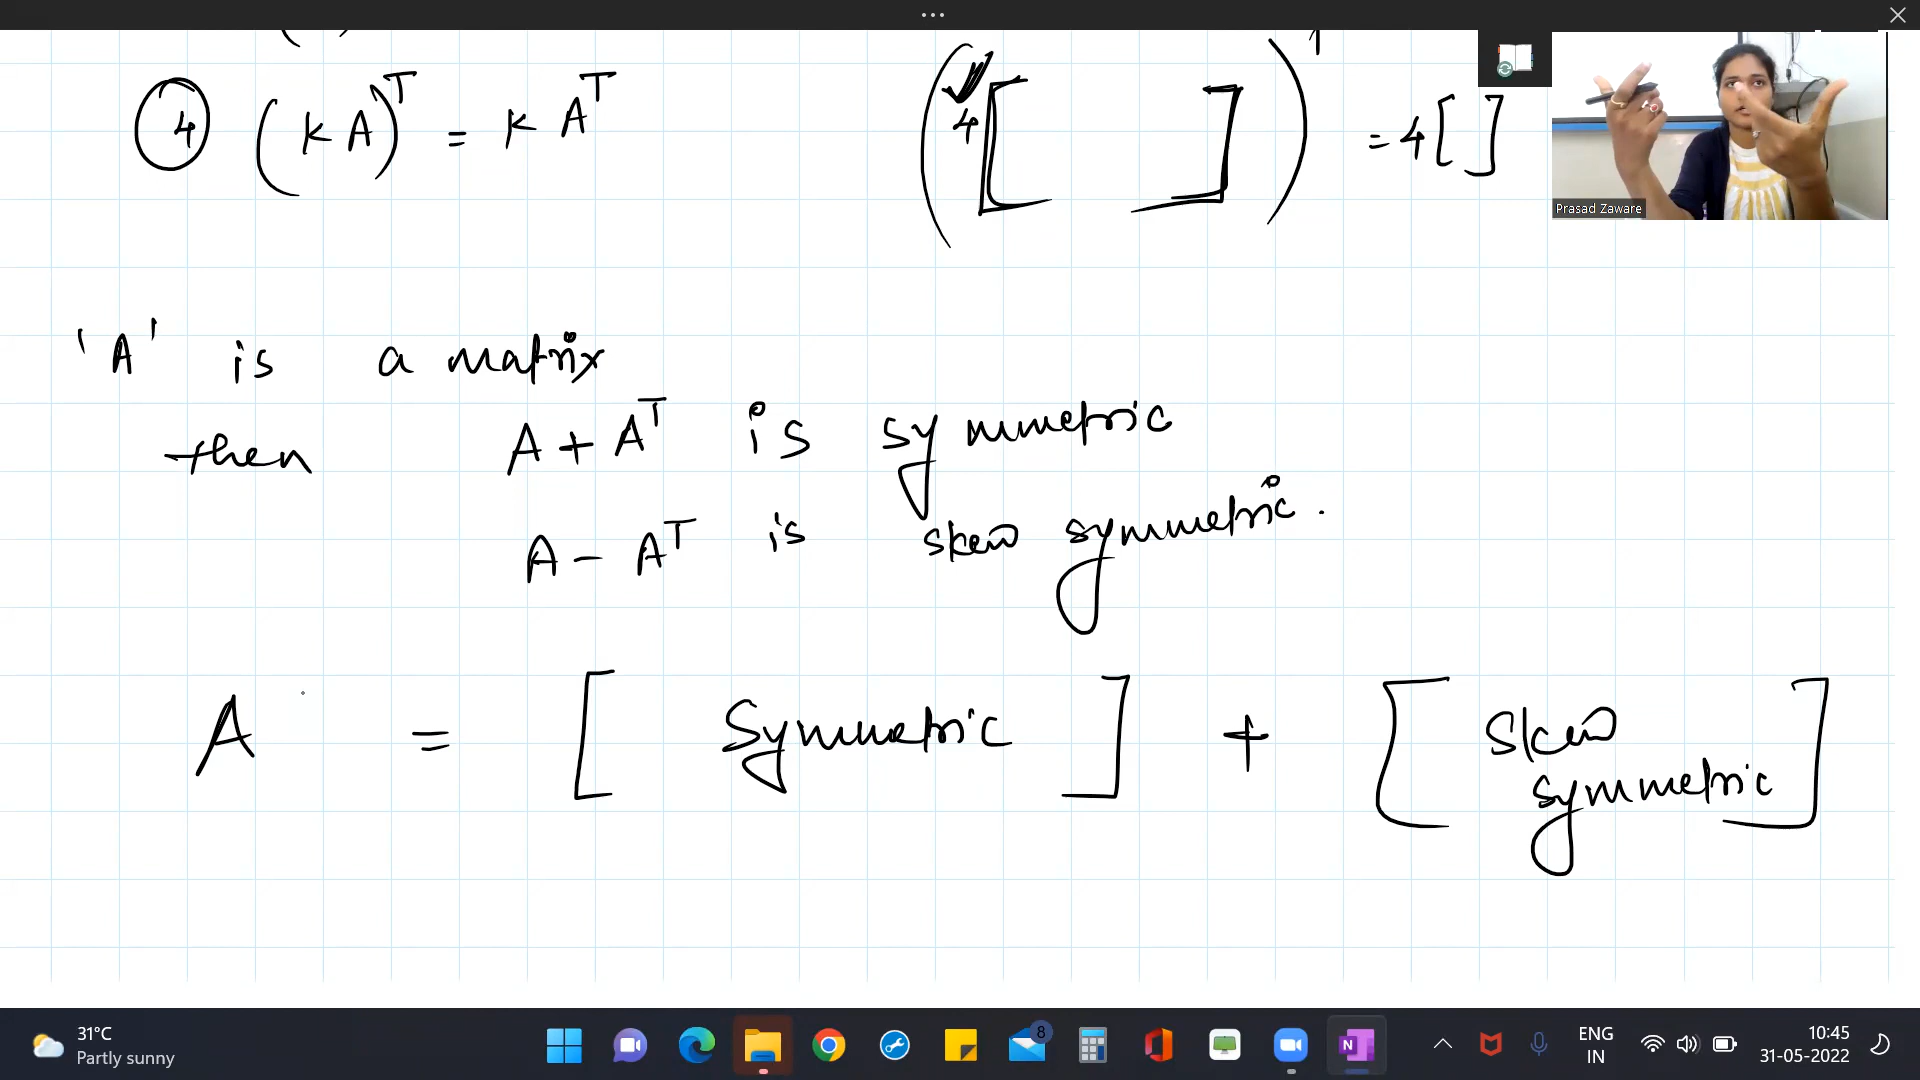 4 (KA)^T = K A^T (4[ ])^T = 4[ ]
Prasad Zaware
'A' is a matrix
then A + A^T is symmetric
A - A^T is skew symmetric.
A = [ Symmetric ] + [ Skew symmetric ]
31°C
Partly sunny
8
N
ENG
IN
10:45
31-05-2022